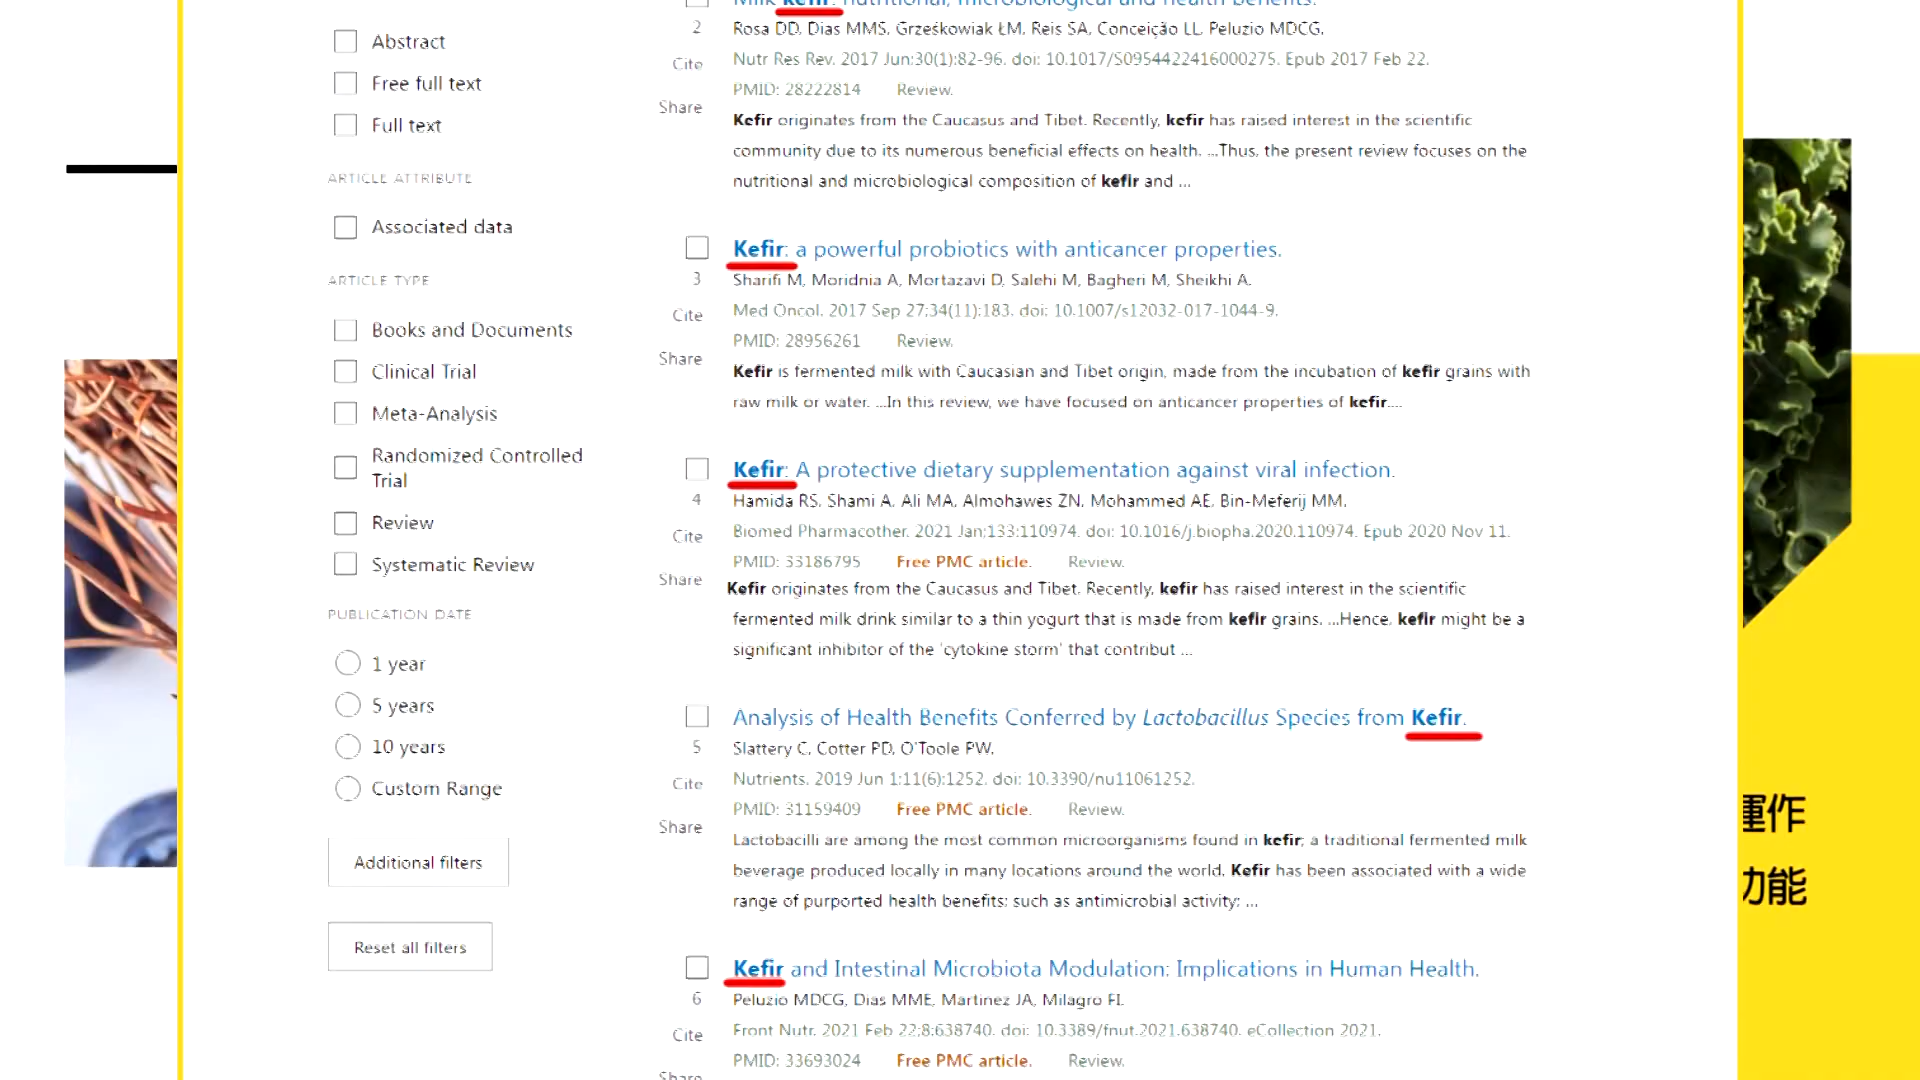 Abstract
Free full text
Full text
ARTICLE ATTRIBUTE
Associated data
ARTICLE TYPE
Books and Documents
Clinical Trial
Meta-Analysis
Randomized Controlled
Trial
Review
Systematic Review
PUBLICATION DATE
1 year
5 years
10 years
Custom Range
Additional filters
Reset all filters
Milk Kefir: nutritional, microbiological and health benefits.
2
Rosa DD, Dias MMS, Grześkowiak ŁM, Reis SA, Conceição LL, Peluzio MDCG.
Cite
Nutr Res Rev. 2017 Jun;30(1):82-96. doi: 10.1017/S0954422416000275. Epub 2017 Feb 22.
PMID: 28222814 Review.
Share
Kefir originates from the Caucasus and Tibet. Recently, kefir has raised interest in the scientific
community due to its numerous beneficial effects on health. ...Thus, the present review focuses on the
nutritional and microbiological composition of kefir and ...
Kefir: a powerful probiotics with anticancer properties.
3
Sharifi M, Moridnia A, Mortazavi D, Salehi M, Bagheri M, Sheikhi A.
Cite
Med Oncol. 2017 Sep 27;34(11):183. doi: 10.1007/s12032-017-1044-9.
PMID: 28956261 Review.
Share
Kefir is fermented milk with Caucasian and Tibet origin, made from the incubation of kefir grains with
raw milk or water. ...In this review, we have focused on anticancer properties of kefir....
Kefir: A protective dietary supplementation against viral infection.
4
Hamida RS, Shami A, Ali MA, Almohawes ZN, Mohammed AE, Bin-Meferij MM.
Cite
Biomed Pharmacother. 2021 Jan;133:110974. doi: 10.1016/j.biopha.2020.110974. Epub 2020 Nov 11.
PMID: 33186795 Free PMC article. Review.
Share
Kefir originates from the Caucasus and Tibet. Recently, kefir has raised interest in the scientific
fermented milk drink similar to a thin yogurt that is made from kefir grains. ...Hence, kefir might be a
significant inhibitor of the 'cytokine storm' that contribut ...
Analysis of Health Benefits Conferred by Lactobacillus Species from Kefir.
5
Slattery C, Cotter PD, O'Toole PW.
Cite
Nutrients. 2019 Jun 1;11(6):1252. doi: 10.3390/nu11061252.
PMID: 31159409 Free PMC article. Review.
Share
Lactobacilli are among the most common microorganisms found in kefir; a traditional fermented milk
beverage produced locally in many locations around the world. Kefir has been associated with a wide
range of purported health benefits; such as antimicrobial activity; ...
Kefir and Intestinal Microbiota Modulation: Implications in Human Health.
6
Peluzio MDCG, Dias MME, Martinez JA, Milagro FI.
Cite
Front Nutr. 2021 Feb 22;8:638740. doi: 10.3389/fnut.2021.638740. eCollection 2021.
PMID: 33693024 Free PMC article. Review.
Share
運作
功能